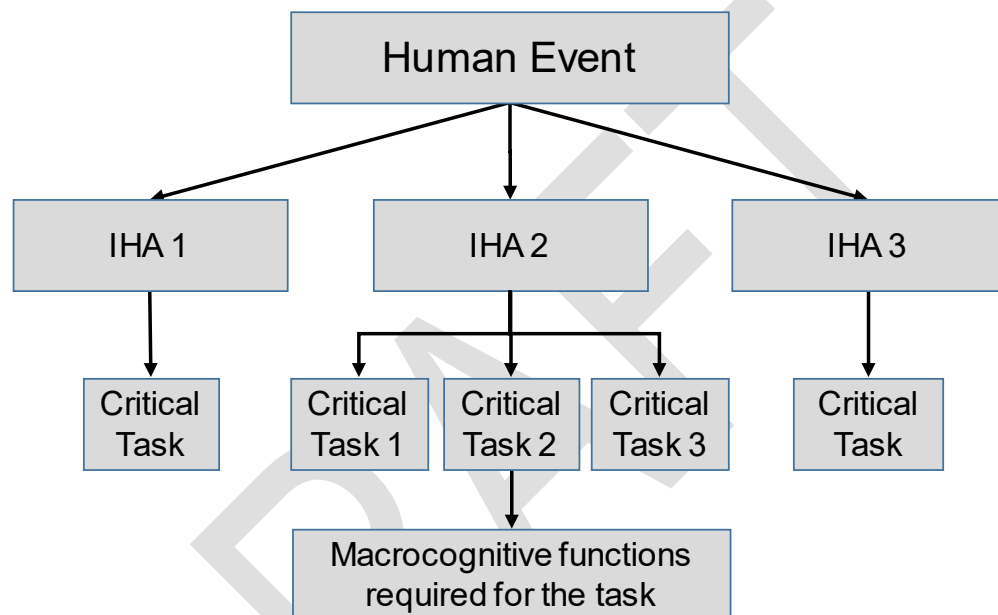 Human Event
IHA 1
IHA 2
IHA 3
Critical
Task
Critical
Task 1
Critical
Task 2
Critical
Task 3
Critical
Task
Macrocognitive functions
required for the task
DRAFT